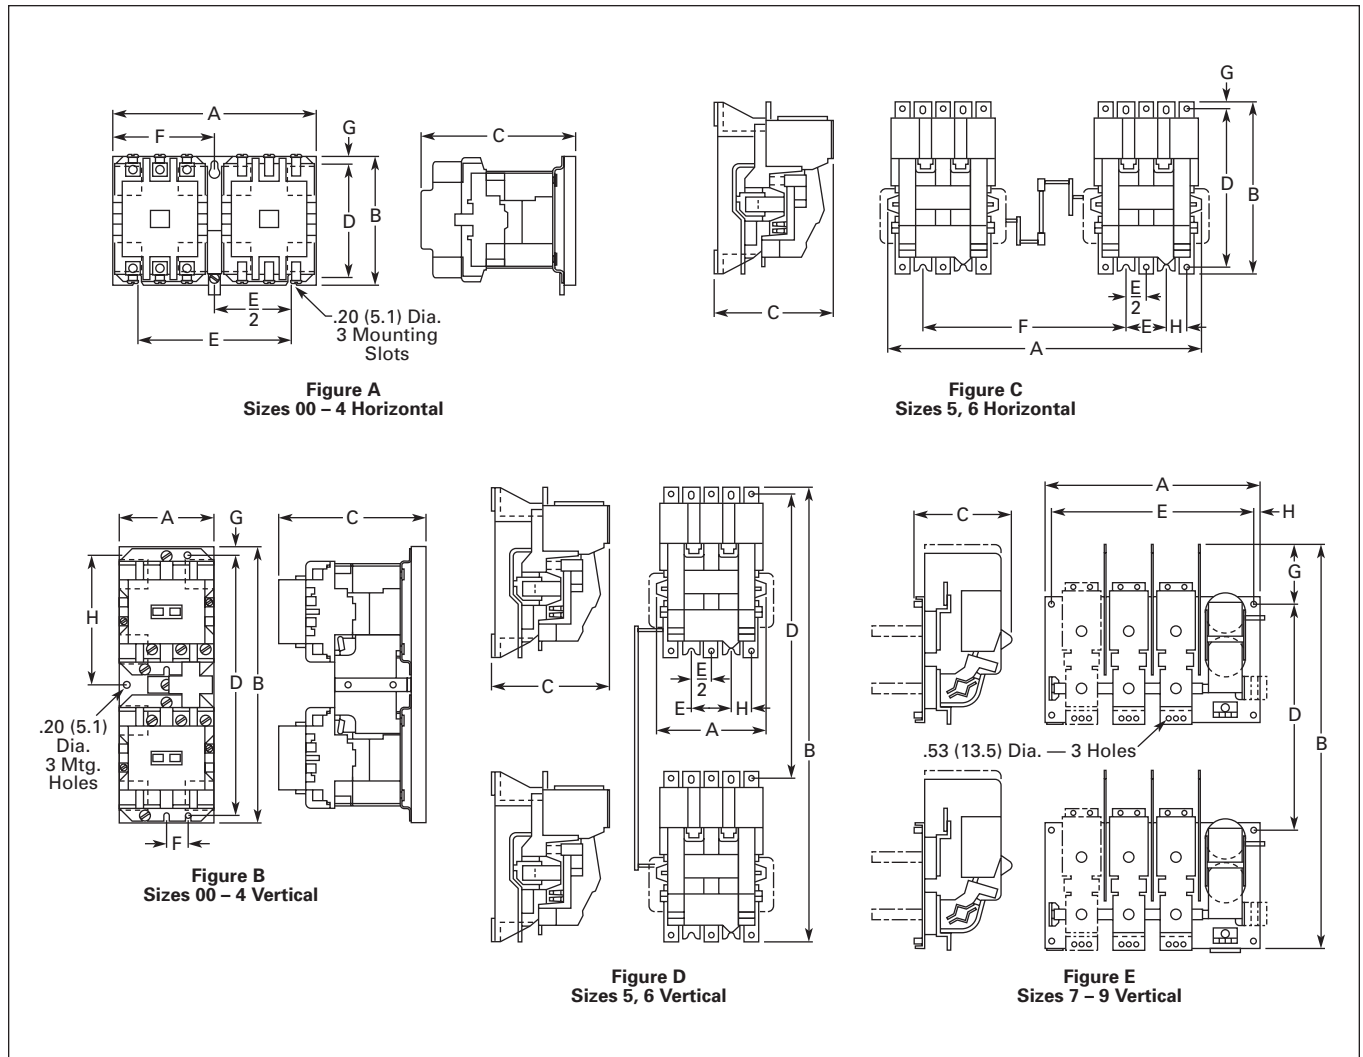 A
F
G
C
D
B
E
2
E
.20 (5.1) Dia.
3 Mounting
Slots
Figure A
Sizes 00 – 4 Horizontal
G
D
B
C
E
2
F
E
H
A
Figure C
Sizes 5, 6 Horizontal
A
G
C
H
D
B
.20 (5.1)
Dia.
3 Mtg.
Holes
F
Figure B
Sizes 00 – 4 Vertical
D
C
E
2
E
H
A
B
Figure D
Sizes 5, 6 Vertical
A
C
E
H
G
D
B
.53 (13.5) Dia. — 3 Holes
Figure E
Sizes 7 – 9 Vertical